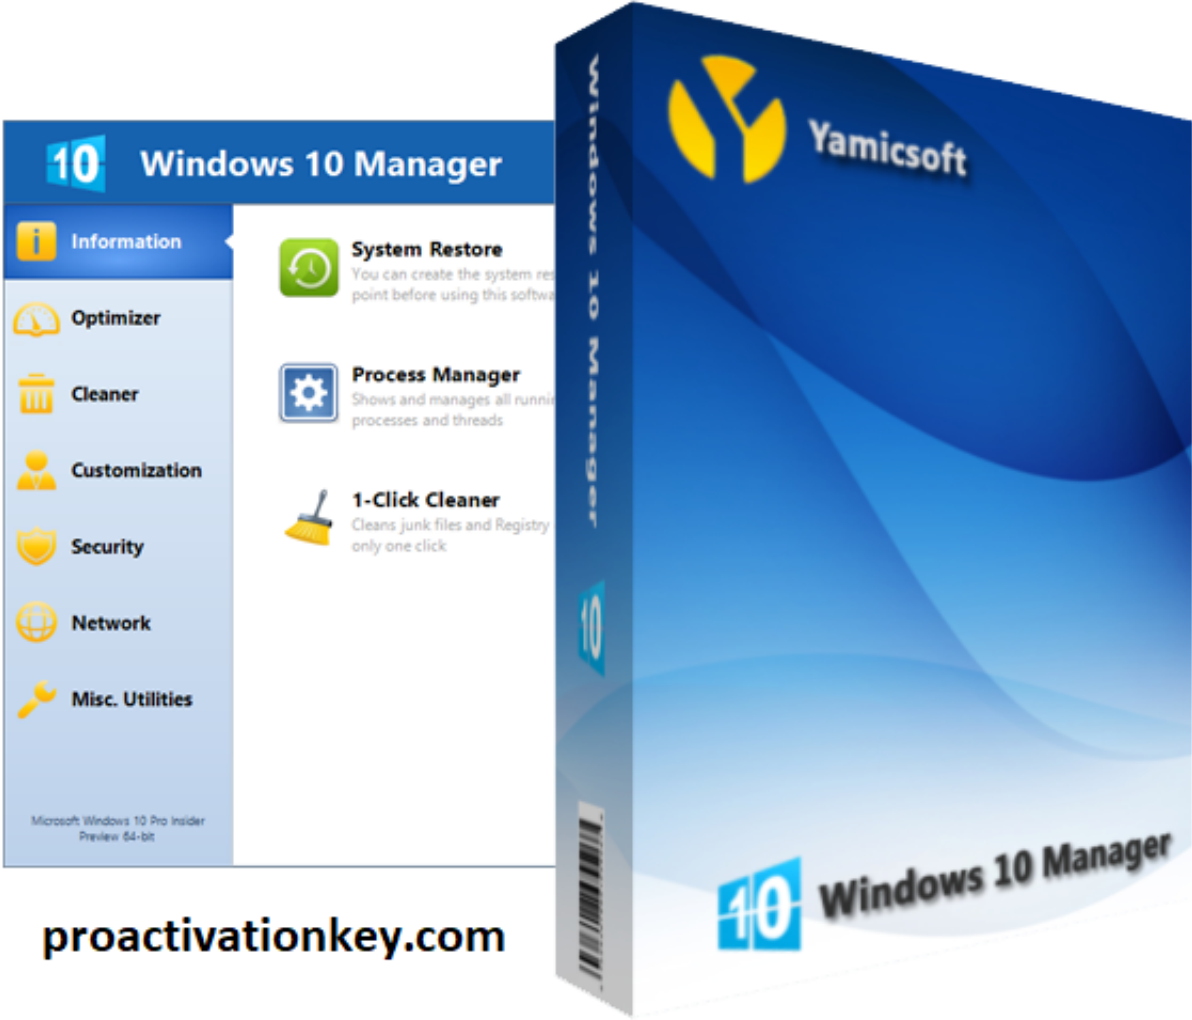 Windows 10 Manager
10
Yamicsoft
10
Windows 10 Manager
Information
Optimizer
Cleaner
Customization
Security
Network
Misc. Utilities
Microsoft Windows 10 Pro Insider
Preview 64-bit
System Restore
You can create the system res
point before using this softwa
Process Manager
Shows and manages all runnin
processes and threads
1-Click Cleaner
Cleans junk files and Registry
only one click
10
Windows 10 Manager
proactivationkey.com